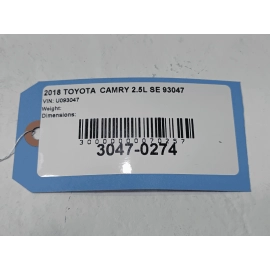 2018 TOYOTA CAMRY 2.5L SE 93047
VIN: U093047
Weight:
Dimensions:
3047-0274